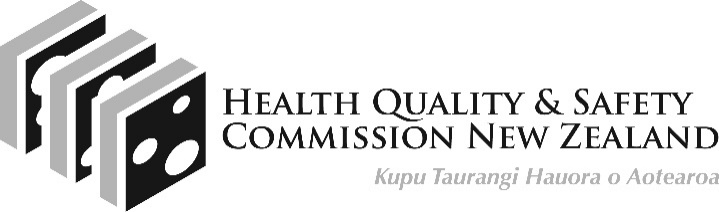 Health Quality & Safety
Commission New Zealand
Kupu Taurangi Hauora o Aotearoa